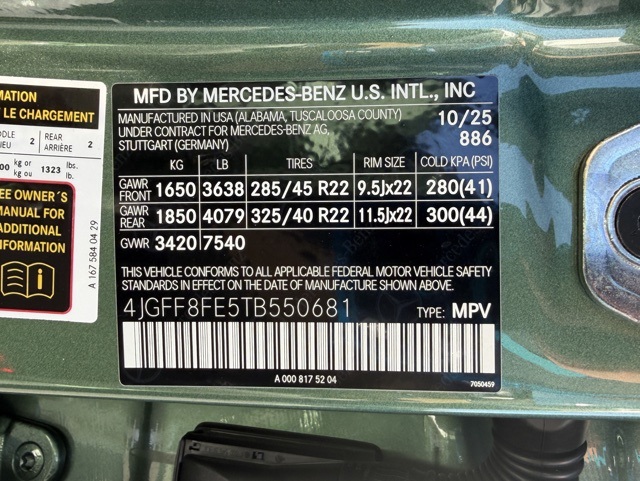 MATION
LE CHARGEMENT
DDLE 2
IEU
REAR 2
ARRIÈRE
00 kg or kg ou 1323 lbs. lb.
EE OWNER´S
MANUAL FOR
ADDITIONAL
INFORMATION
A 167 584 04 29
MFD BY MERCEDES-BENZ U.S. INTL., INC
MANUFACTURED IN USA (ALABAMA, TUSCALOOSA COUNTY) 10/25
UNDER CONTRACT FOR MERCEDES-BENZ AG, 886
STUTTGART (GERMANY)
KG LB TIRES RIM SIZE COLD KPA (PSI)
GAWR FRONT 1650 3638 285/45 R22 9.5Jx22 280(41)
GAWR REAR 1850 4079 325/40 R22 11.5Jx22 300(44)
GVWR 3420 7540
THIS VEHICLE CONFORMS TO ALL APPLICABLE FEDERAL MOTOR VEHICLE SAFETY
STANDARDS IN EFFECT ON THE DATE OF MANUFACTURE SHOWN ABOVE.
4JGFF8FE5TB550681 TYPE: MPV
A 000 817 52 04
7050459